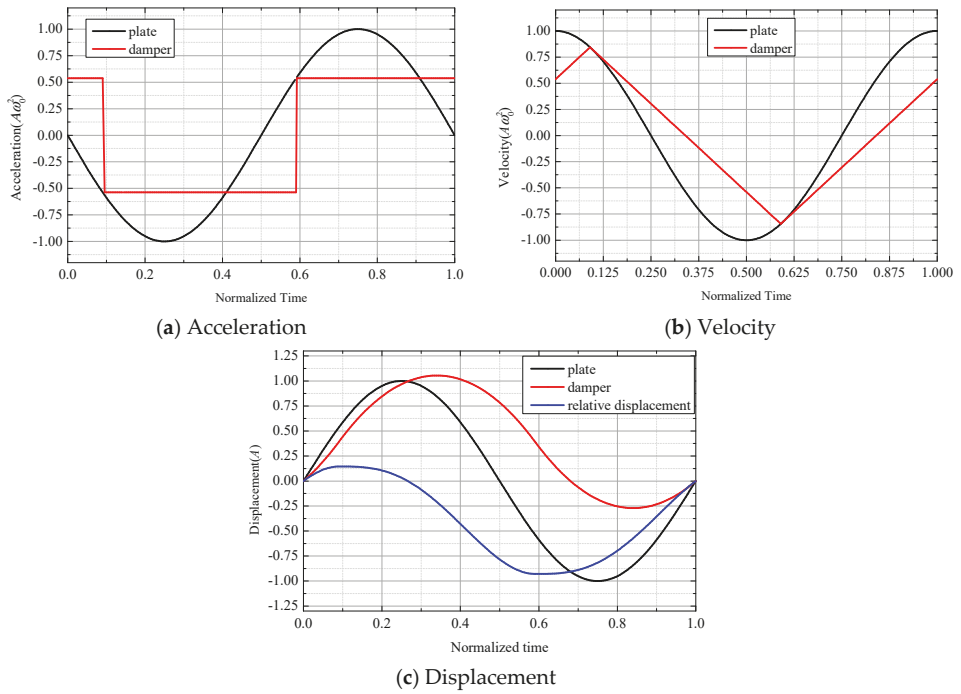 plate
damper
1.00
0.75
0.50
0.25
0.00
-0.25
-0.50
-0.75
-1.00
Acceleration(Aω₀²)
0.0 0.2 0.4 0.6 0.8 1.0
Normalized Time
(a) Acceleration
plate
damper
1.00
0.75
0.50
0.25
0.00
-0.25
-0.50
-0.75
-1.00
Velocity(Aω₀²)
0.000 0.125 0.250 0.375 0.500 0.625 0.750 0.875 1.000
Normalized Time
(b) Velocity
plate
damper
relative displacement
1.25
1.00
0.75
0.50
0.25
0.00
-0.25
-0.50
-0.75
-1.00
-1.25
Displacement(A)
0.0 0.2 0.4 0.6 0.8 1.0
Normalized time
(c) Displacement